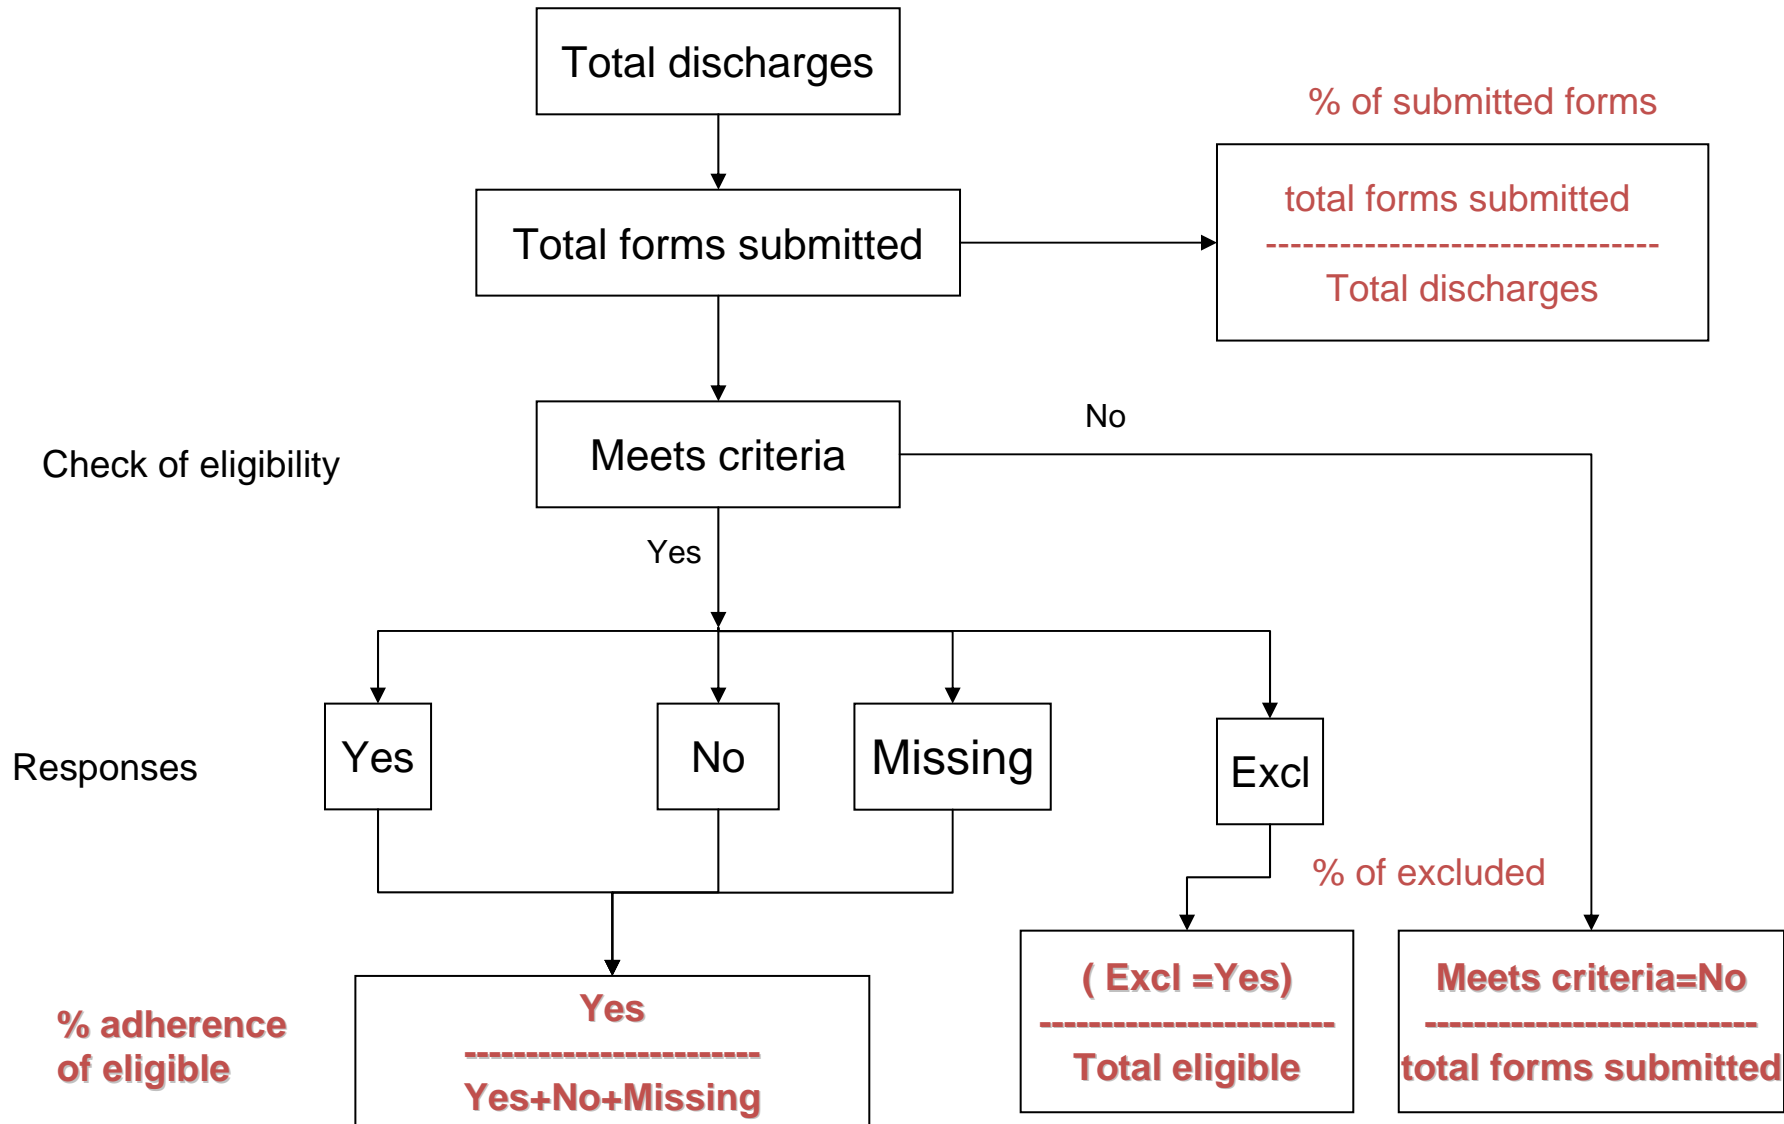 Total discharges
% of submitted forms
total forms submitted
--------------------------------
Total discharges
Total forms submitted
No
Check of eligibility
Meets criteria
Yes
Responses
Yes
No
Missing
Excl
% of excluded
% adherence
of eligible
Yes
------------------------
Yes+No+Missing
( Excl =Yes)
------------------------
Total eligible
Meets criteria=No
---------------------------
total forms submitted